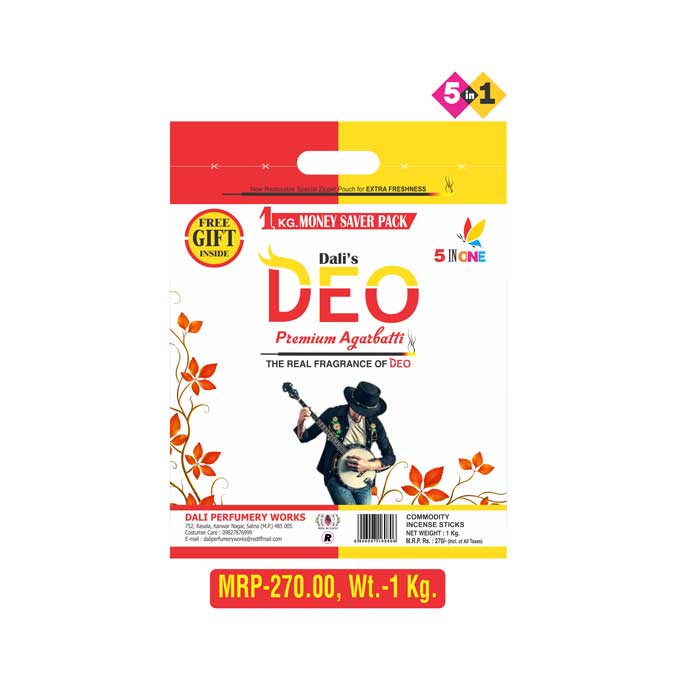 5 in 1
New Reclosable Special Zipper Pouch for EXTRA FRESHNESS
1 KG. MONEY SAVER PACK
FREE
GIFT
INSIDE
5 IN ONE
Dali's
DEO
Premium Agarbatti
THE REAL FRAGRANCE OF DEO
DALI PERFUMERY WORKS
752, Rasala, Kanwar Nagar, Satna (M.P.) 485 005
Costumer Care : 09827876999
E-mail : daliperfumeryworks@rediffmail.com
R
COMMODITY
INCENSE STICKS
NET WEIGHT : 1 Kg.
M.R.P. Rs. : 270/-(Incl. of All Taxes)
MRP-270.00, Wt.-1 Kg.